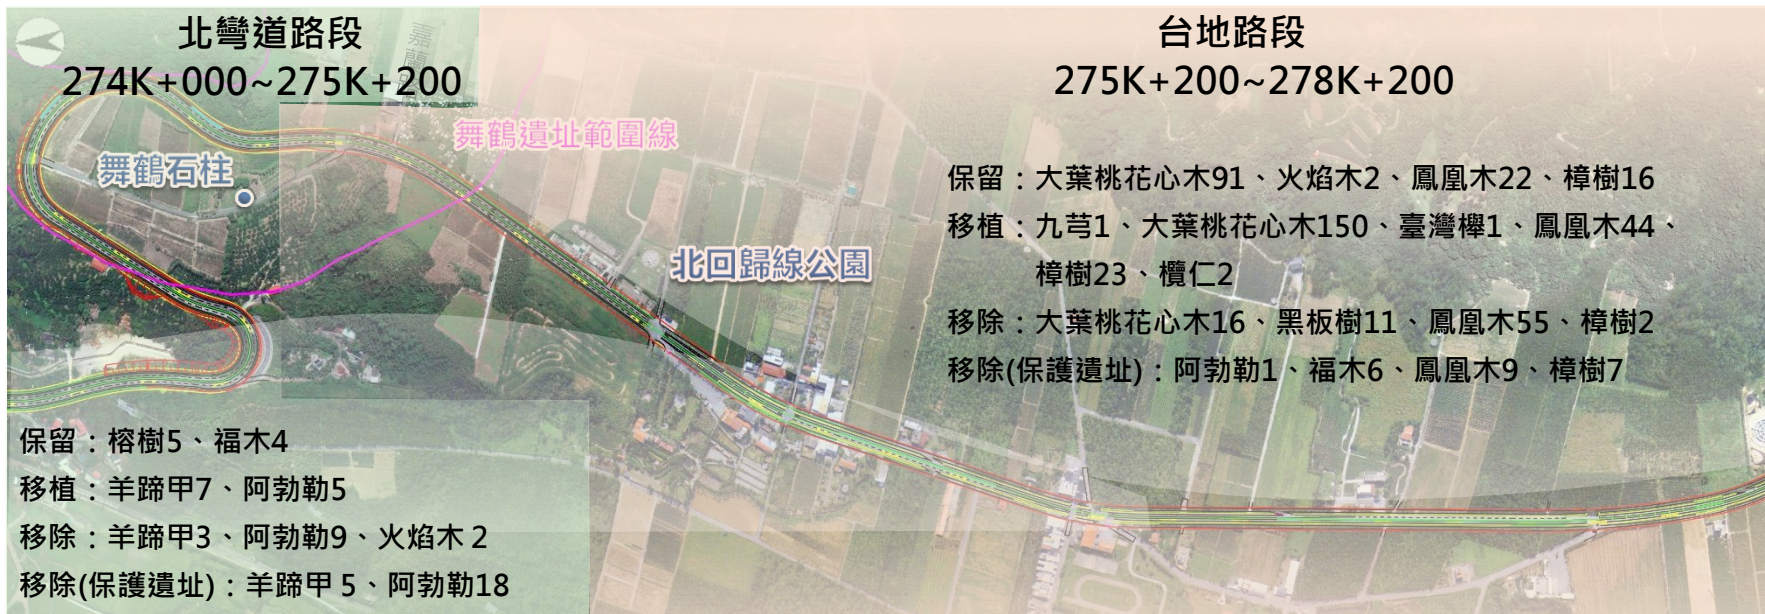 北彎道路段
274K+000~275K+200
台地路段
275K+200~278K+200
嘉蘭
舞鶴遺址範圍線
舞鶴石柱
北回歸線公園
保留：大葉桃花心木91、火焰木2、鳳凰木22、樟樹16
移植：九芎1、大葉桃花心木150、臺灣櫸1、鳳凰木44、
樟樹23、欖仁2
移除：大葉桃花心木16、黑板樹11、鳳凰木55、樟樹2
移除(保護遺址)：阿勃勒1、福木6、鳳凰木9、樟樹7
保留：榕樹5、福木4
移植：羊蹄甲7、阿勃勒5
移除：羊蹄甲3、阿勃勒9、火焰木 2
移除(保護遺址)：羊蹄甲 5、阿勃勒18